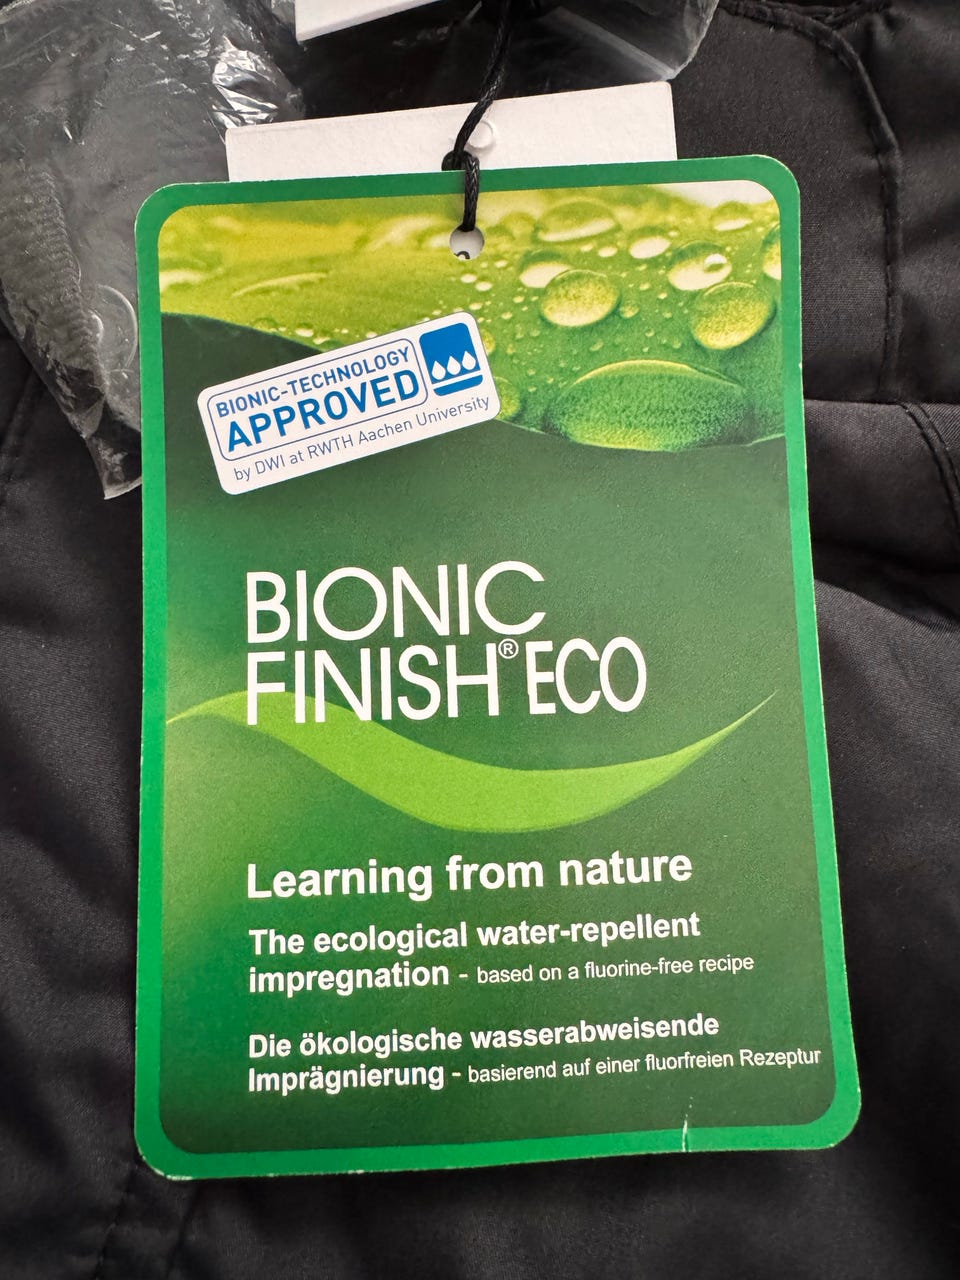 BIONIC-TECHNOLOGY
APPROVED
by DWI at RWTH Aachen University
BIONIC
FINISH® ECO
Learning from nature
The ecological water-repellent
impregnation - based on a fluorine-free recipe
Die ökologische wasserabweisende
Imprägnierung - basierend auf einer fluorfreien Rezeptur